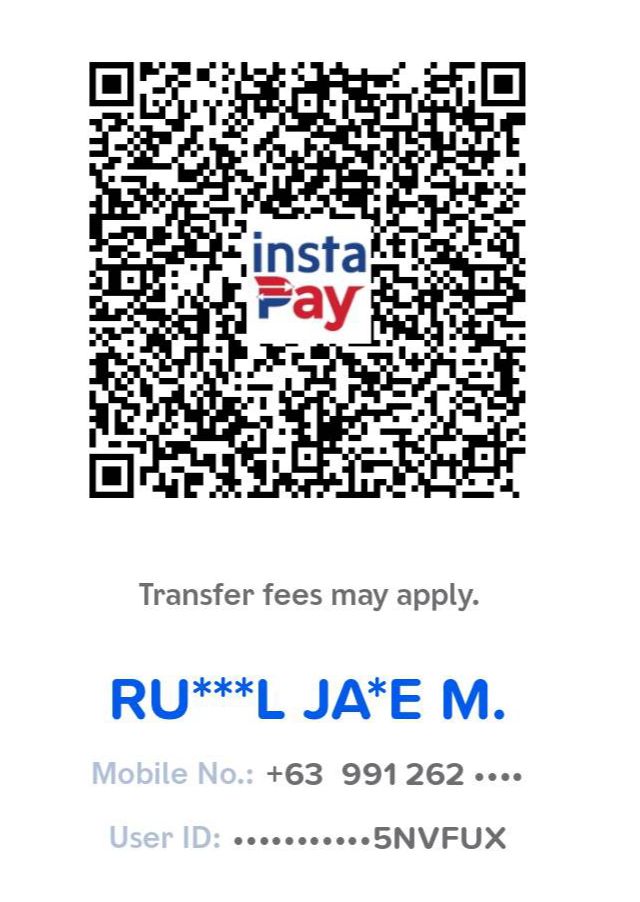 insta
Pay
Transfer fees may apply.
RU***L JA*E M.
Mobile No.: +63 991 262 ••••
User ID: •••••••••••5NVFUX